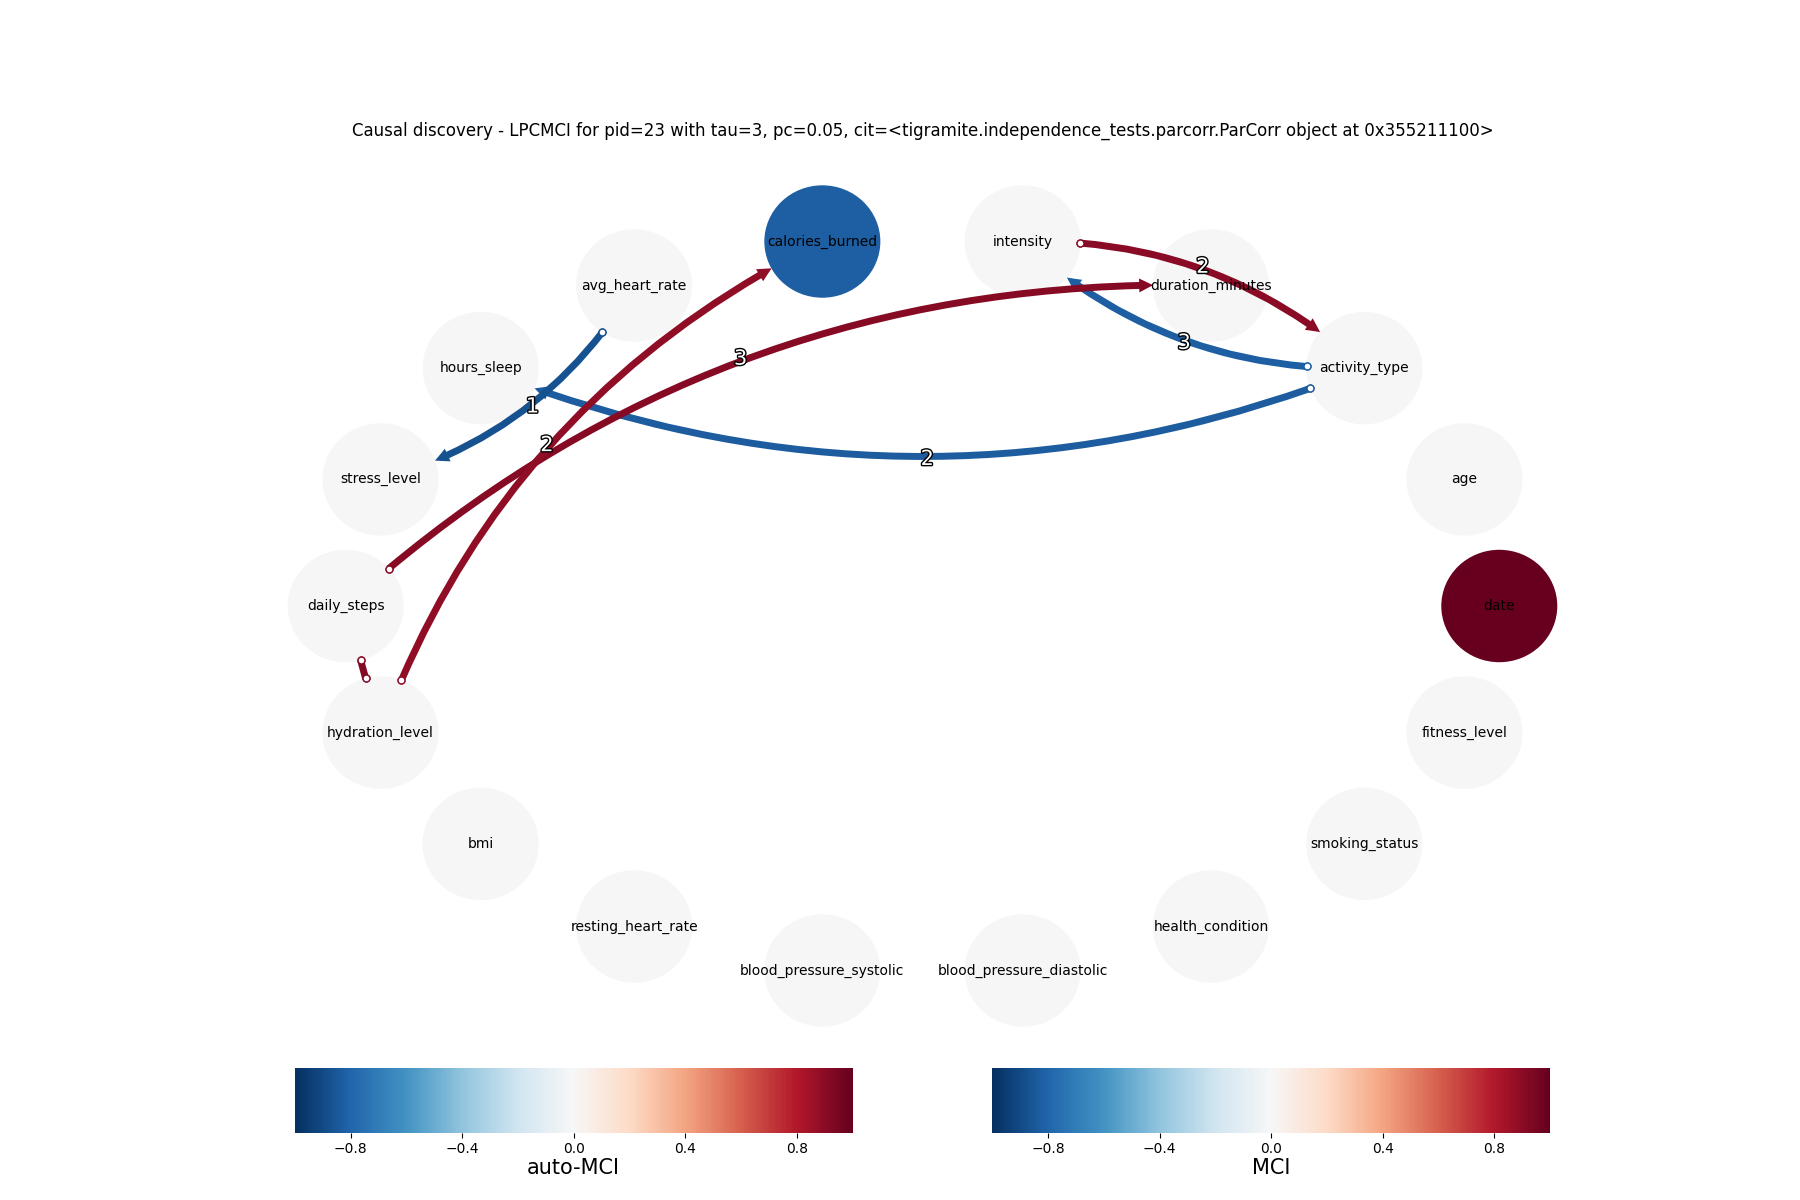 Causal discovery - LPCMCI for pid=23 with tau=3, pc=0.05, cit=<tigramite.independence_tests.parcorr.ParCorr object at 0x355211100>
calories_burned
intensity
2
avg_heart_rate
duration_minutes
3
3
hours_sleep
activity_type
1
2
2
stress_level
age
daily_steps
date
hydration_level
fitness_level
bmi
smoking_status
resting_heart_rate
health_condition
blood_pressure_systolic
blood_pressure_diastolic
−0.8 −0.4 0.0 0.4 0.8
auto-MCI
−0.8 −0.4 0.0 0.4 0.8
MCI